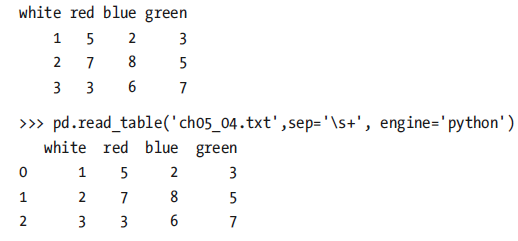 white red blue green
1 5 2 3
2 7 8 5
3 3 6 7
>>> pd.read_table('ch05_04.txt',sep='\s+', engine='python')
white red blue green
0 1 5 2 3
1 2 7 8 5
2 3 3 6 7